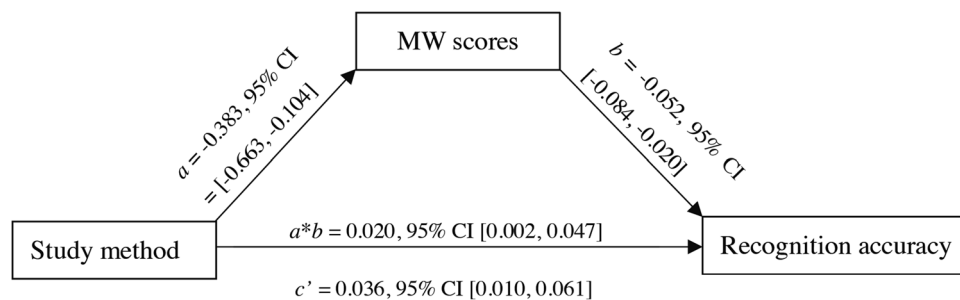 MW scores
a = -0.383, 95% CI
= [-0.663, -0.104]
b = -0.052, 95% CI
[-0.084, -0.020]
Study method
a*b = 0.020, 95% CI [0.002, 0.047]
Recognition accuracy
c’ = 0.036, 95% CI [0.010, 0.061]